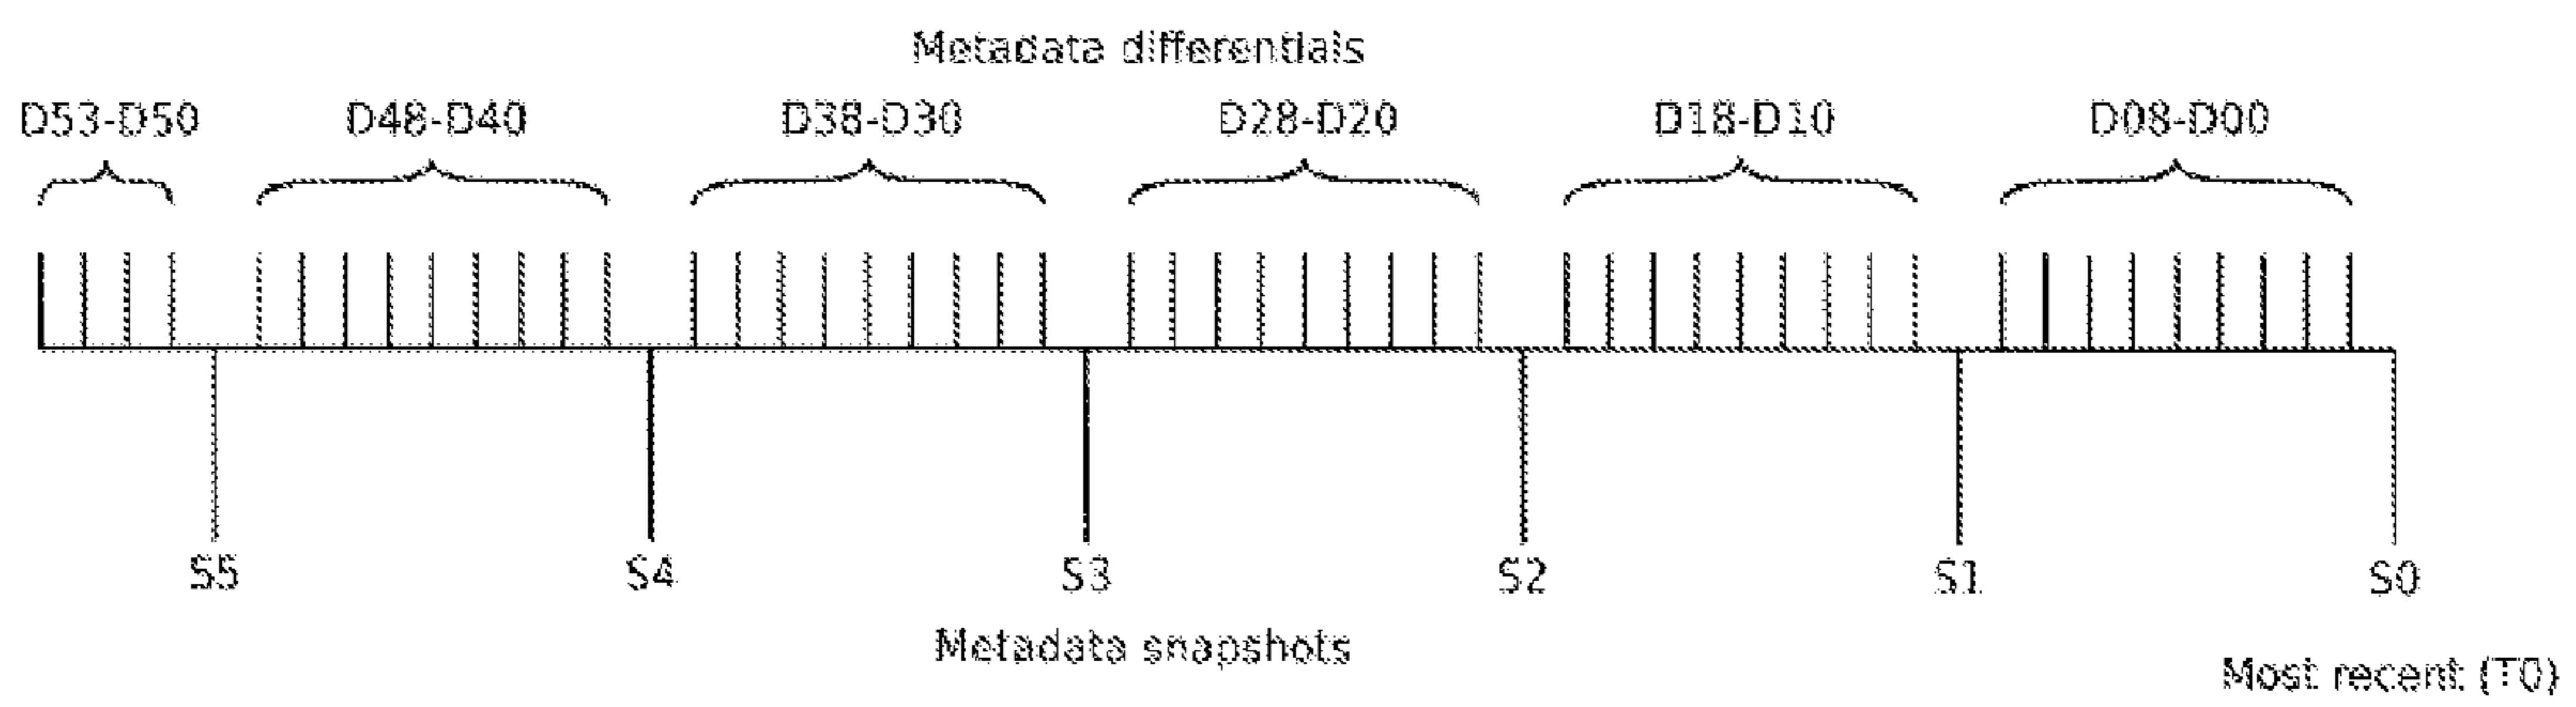 Metadata differentials
D53-D50 D48-D40 D38-D30 D28-D20 D18-D10 D08-D00
S5 S4 S3 S2 S1 S0
Metadata snapshots
Most recent (T0)